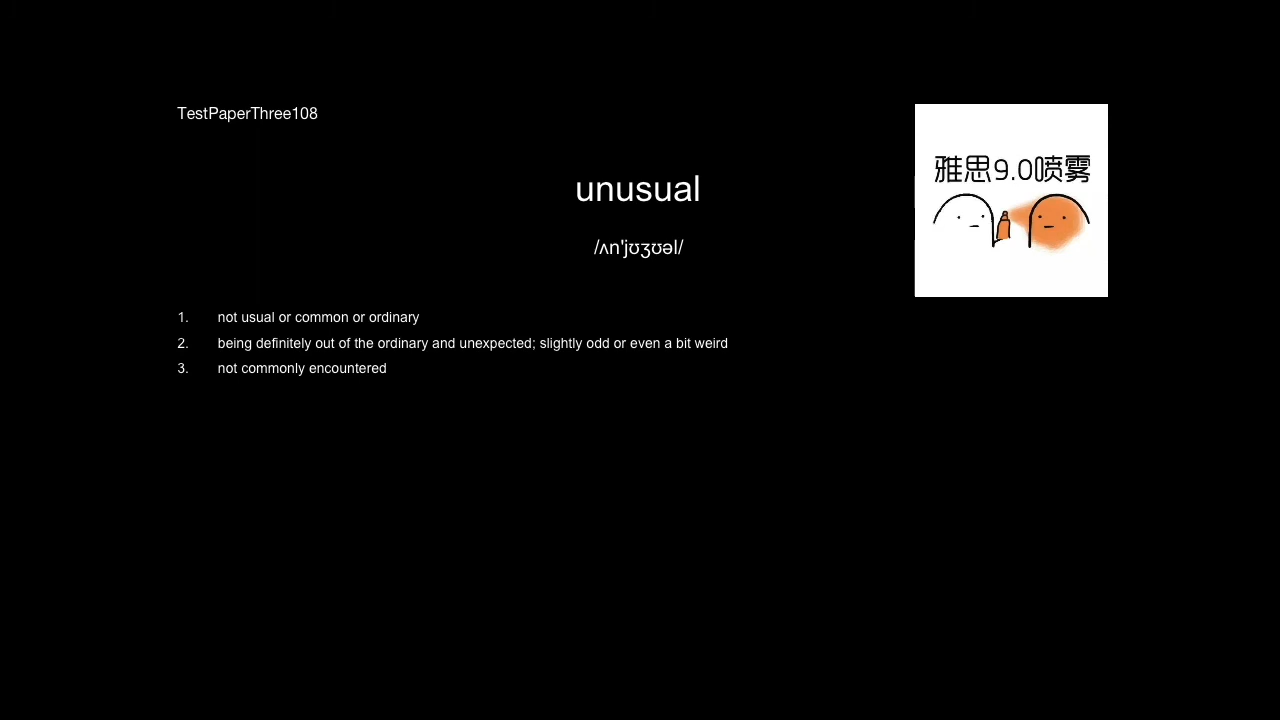 TestPaperThree108
雅思9.0喷雾
unusual
/ʌn'jʊʒʊəl/
1. not usual or common or ordinary
2. being definitely out of the ordinary and unexpected; slightly odd or even a bit weird
3. not commonly encountered